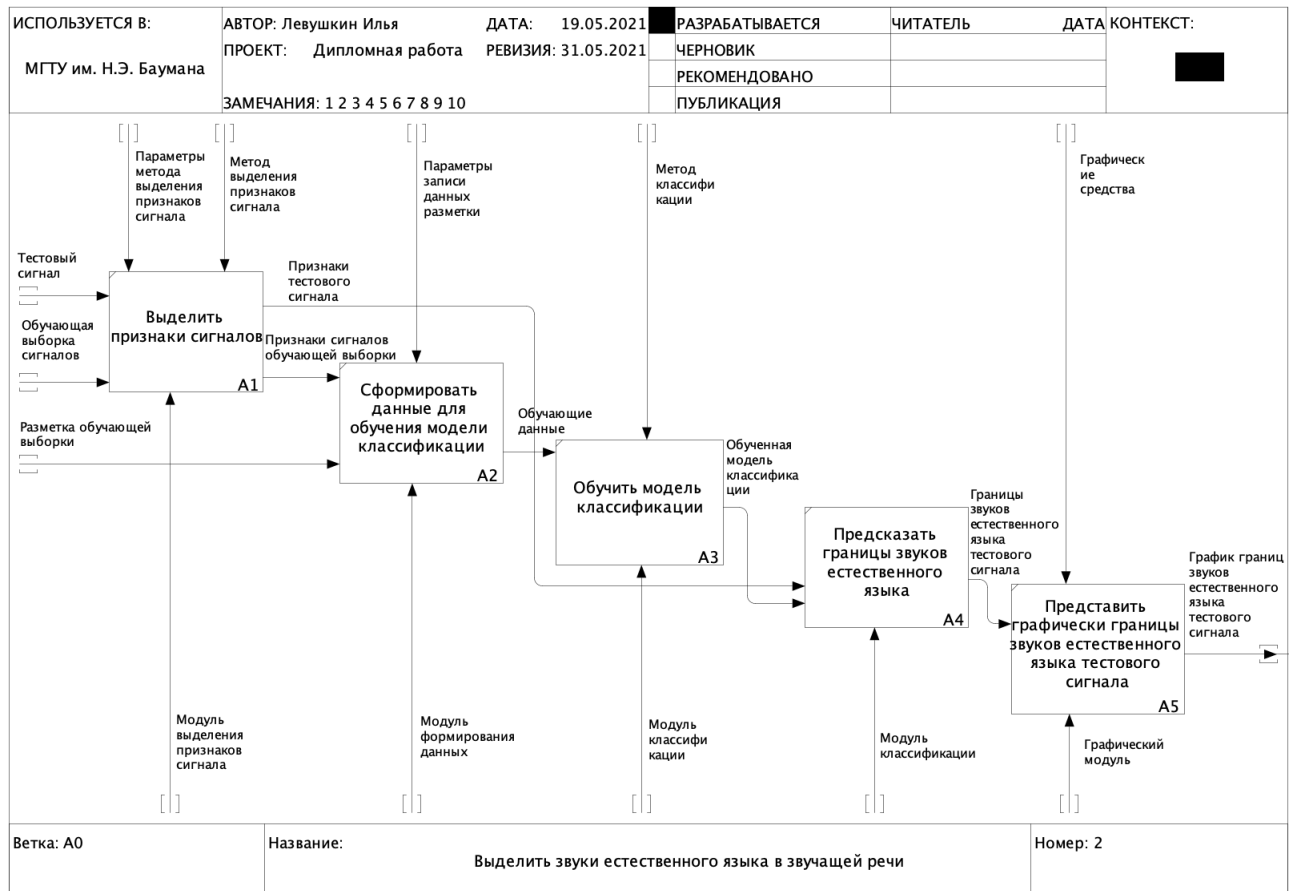 ИСПОЛЬЗУЕТСЯ В:
МГТУ им. Н.Э. Баумана
АВТОР: Левушкин Илья
ДАТА: 19.05.2021
ПРОЕКТ: Дипломная работа
РЕВИЗИЯ: 31.05.2021
ЗАМЕЧАНИЯ: 1 2 3 4 5 6 7 8 9 10
РАЗРАБАТЫВАЕТСЯ
ЧЕРНОВИК
РЕКОМЕНДОВАНО
ПУБЛИКАЦИЯ
ЧИТАТЕЛЬ
ДАТА
КОНТЕКСТ:
Параметры
метода
выделения
признаков
сигнала
Метод
выделения
признаков
сигнала
Параметры
записи
данных
разметки
Метод
классифи
кации
Графическ
ие
средства
Тестовый
сигнал
Обучающая
выборка
сигналов
Разметка обучающей
выборки
Выделить
признаки сигналов
A1
Признаки
тестового
сигнала
Признаки сигналов
обучающей выборки
Сформировать
данные для
обучения модели
классификации
A2
Обучающие
данные
Обучить модель
классификации
A3
Обученная
модель
классифика
ции
Предсказать
границы звуков
естественного
языка
A4
Границы
звуков
естественного
языка
тестового
сигнала
Представить
графически границы
звуков естественного
языка тестового
сигнала
A5
График границ
звуков
естественного
языка
тестового
сигнала
Модуль
выделения
признаков
сигнала
Модуль
формирования
данных
Модуль
классифи
кации
Модуль
классификации
Графический
модуль
Ветка: A0
Название:
Выделить звуки естественного языка в звучащей речи
Номер: 2